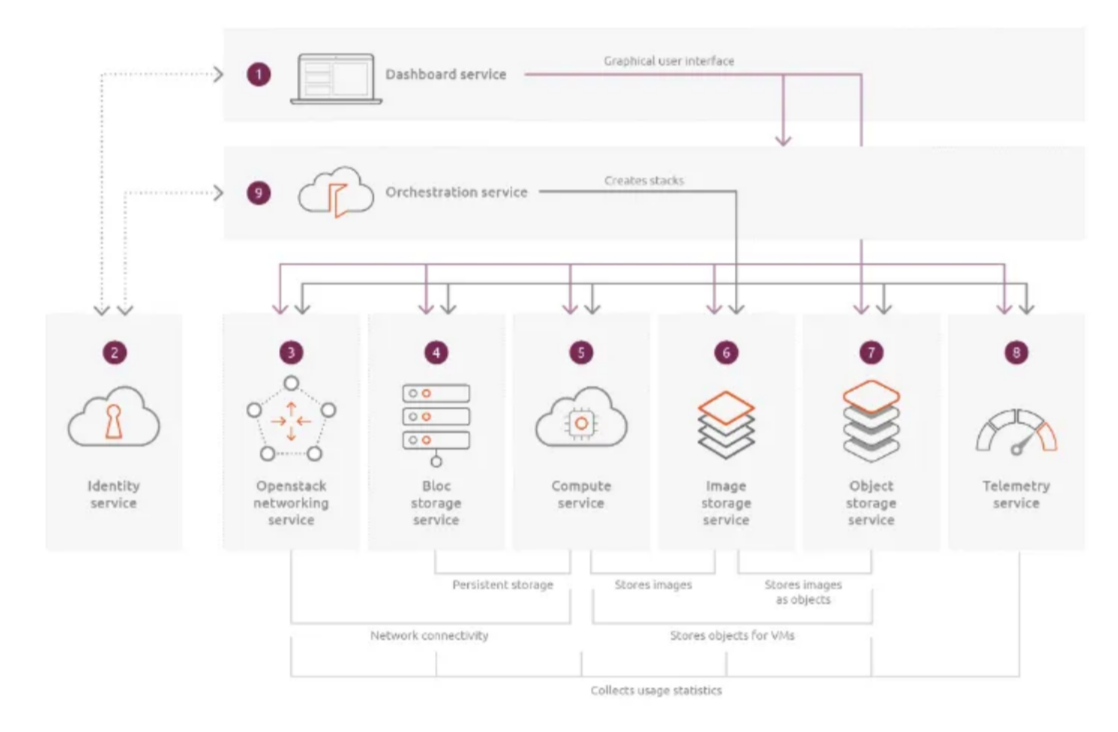 Graphical user interface
1
Dashboard service
Creates stacks
9
Orchestration service
2
3
4
5
6
7
8
Identity
service
Openstack
networking
service
Bloc
storage
service
Compute
service
Image
storage
service
Object
storage
service
Telemetry
service
Persistent storage
Stores images
Stores images
as objects
Network connectivity
Stores objects for VMs
Collects usage statistics